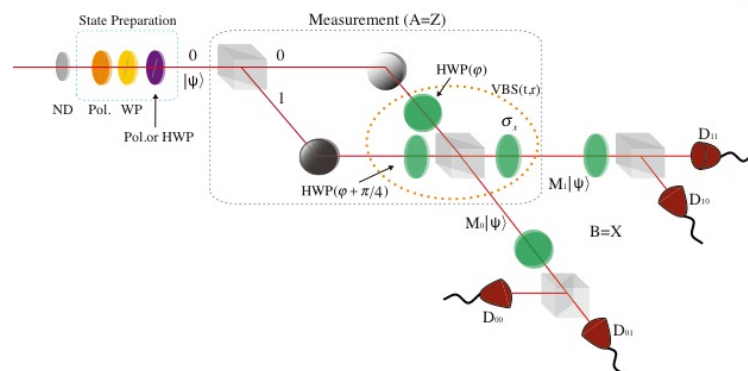 Measurement (A=Z)
State Preparation
0
|ψ⟩
0
1
HWP(φ)
VBS(t,r)
σₓ
ND
Pol.
WP
Pol.or HWP
HWP(φ + π/4)
M₁|ψ⟩
D₁₁
D₁₀
M₀|ψ⟩
B=X
D₀₀
D₀₁